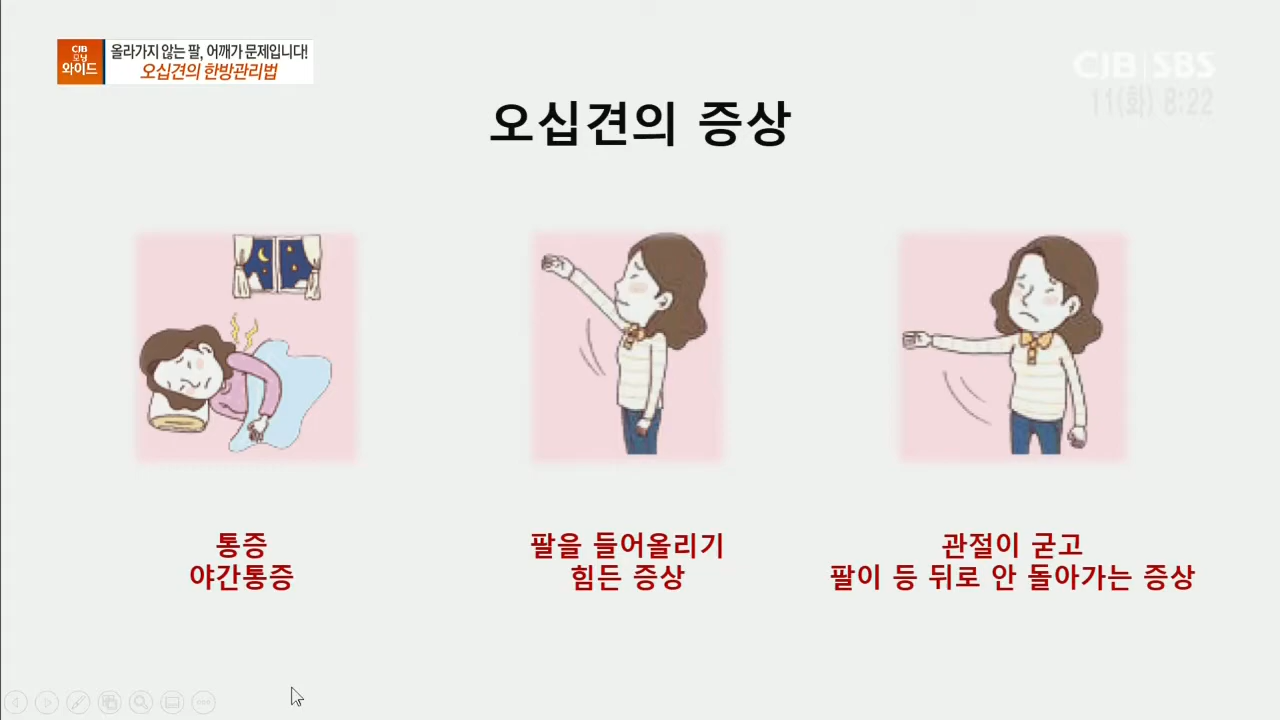 CJB
모닝
와이드
올라가지 않는 팔, 어깨가 문제입니다!
오십견의 한방관리법
CJB SBS
11(화) 8:22
오십견의 증상
통증
야간통증
팔을 들어올리기
힘든 증상
관절이 굳고
팔이 등 뒤로 안 돌아가는 증상